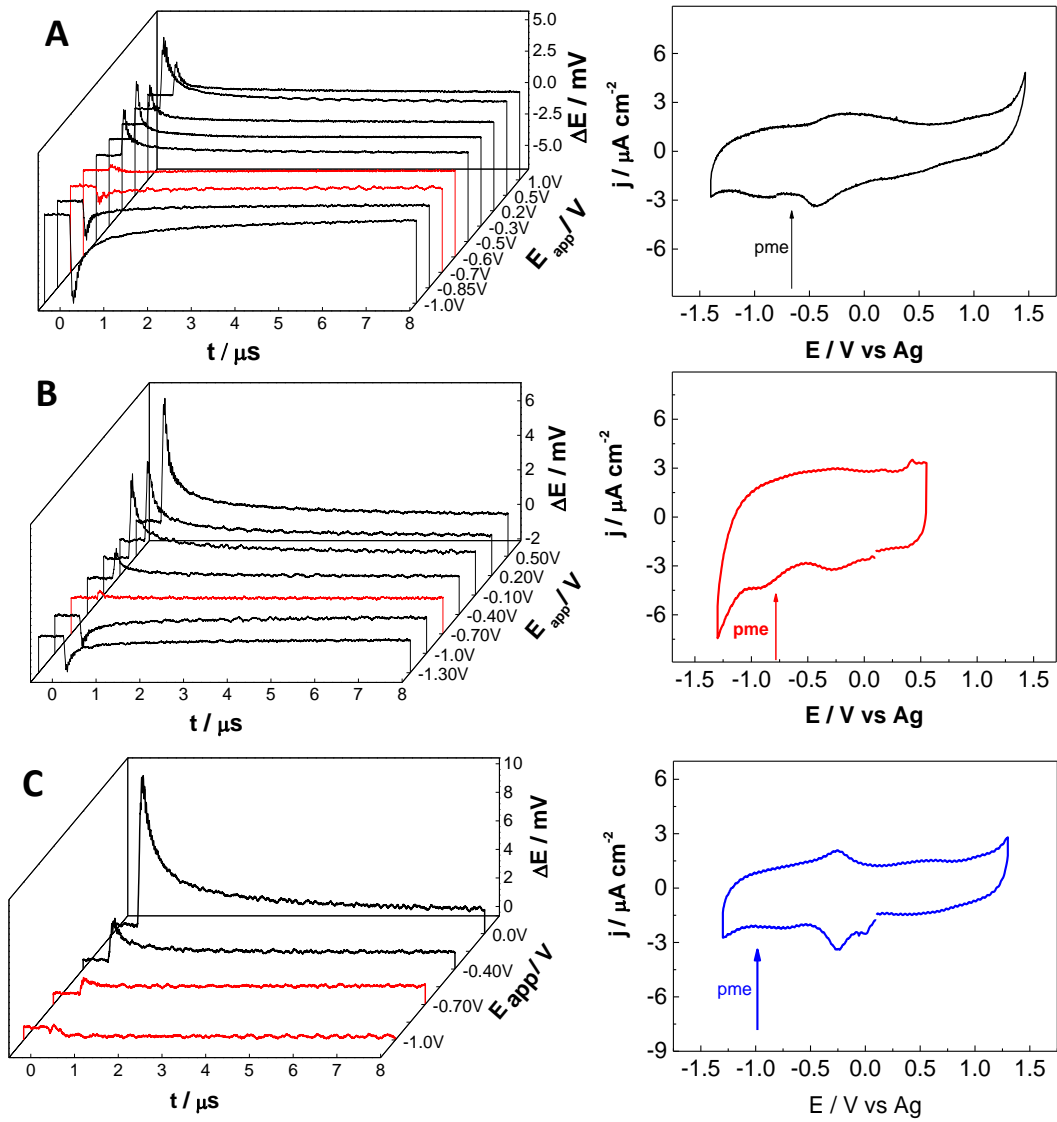 A
5.0
2.5
0.0
-2.5
-5.0
ΔE / mV
1.0V
0.5V
0.2V
-0.3V
-0.5V
-0.6V
-0.7V
-0.85V
-1.0V
E app / V
0 1 2 3 4 5 6 7 8
t / μs
6
3
0
-3
-6
j / μA cm-2
pme
-1.5 -1.0 -0.5 0.0 0.5 1.0 1.5
E / V vs Ag
B
6
4
2
0
-2
ΔE / mV
0.50V
0.20V
-0.10V
-0.40V
-0.70V
-1.0V
-1.30V
E app / V
0 1 2 3 4 5 6 7 8
t / μs
6
3
0
-3
-6
j / μA cm-2
pme
-1.5 -1.0 -0.5 0.0 0.5 1.0 1.5
E / V vs Ag
C
10
8
6
4
2
0
ΔE / mV
0.0V
-0.40V
-0.70V
-1.0V
E app / V
0 1 2 3 4 5 6 7 8
t / μs
6
3
0
-3
-6
-9
j / μA cm-2
pme
-1.5 -1.0 -0.5 0.0 0.5 1.0 1.5
E / V vs Ag